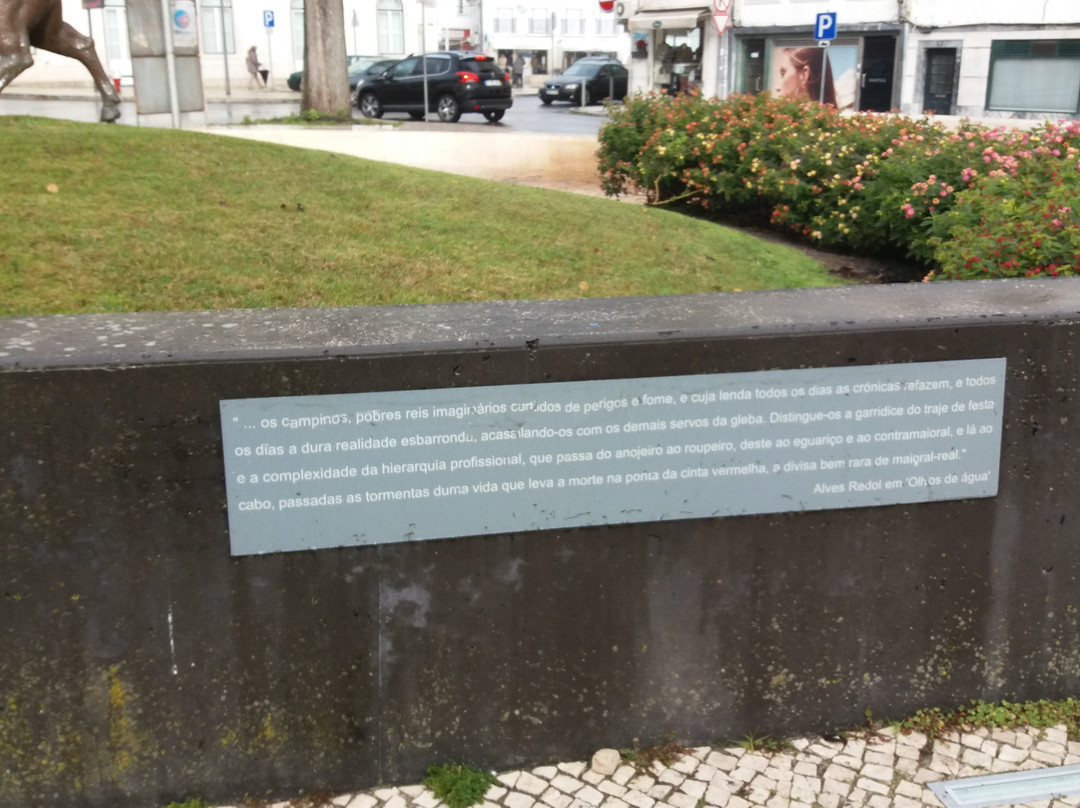 " ... os campinos, pobres reis imaginários curtidos de perigos e fome, e cuja lenda todos os dias as crónicas refazem, e todos
os días a dura realidade esbarronda, acasalando-os com os demais servos da gleba. Distingue-os a garridice do traje de festa
e a complexidade da hierarquia profissional, que passa do anojeiro ao roupeiro, deste ao eguariço e ao contramaioral, e lá ao
cabo, passadas as tormentas duma vida que leva a morte na ponta da cinta vermelha, a divisa bem rara de maioral-real."
Alves Redol em 'Olhos de água'
P
P